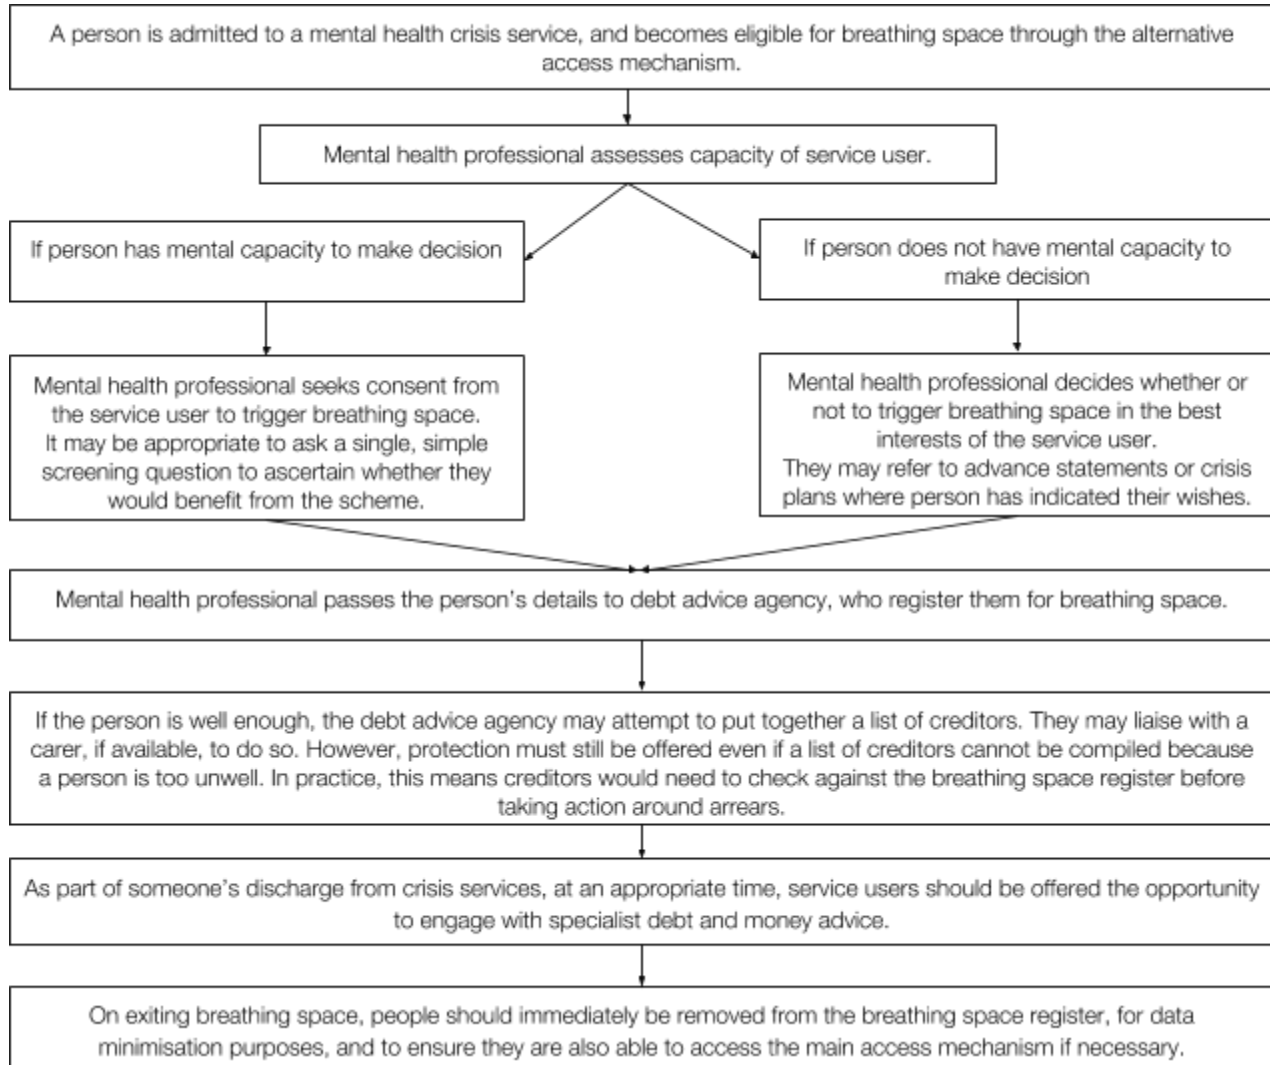 A person is admitted to a mental health crisis service, and becomes eligible for breathing space through the alternative
access mechanism.
Mental health professional assesses capacity of service user.
If person has mental capacity to make decision
If person does not have mental capacity to
make decision
Mental health professional seeks consent from
the service user to trigger breathing space.
It may be appropriate to ask a single, simple
screening question to ascertain whether they
would benefit from the scheme.
Mental health professional decides whether or
not to trigger breathing space in the best
interests of the service user.
They may refer to advance statements or crisis
plans where person has indicated their wishes.
Mental health professional passes the person's details to debt advice agency, who register them for breathing space.
If the person is well enough, the debt advice agency may attempt to put together a list of creditors. They may liaise with a
carer, if available, to do so. However, protection must still be offered even if a list of creditors cannot be compiled because
a person is too unwell. In practice, this means creditors would need to check against the breathing space register before
taking action around arrears.
As part of someone's discharge from crisis services, at an appropriate time, service users should be offered the opportunity
to engage with specialist debt and money advice.
On exiting breathing space, people should immediately be removed from the breathing space register, for data
minimisation purposes, and to ensure they are also able to access the main access mechanism if necessary.